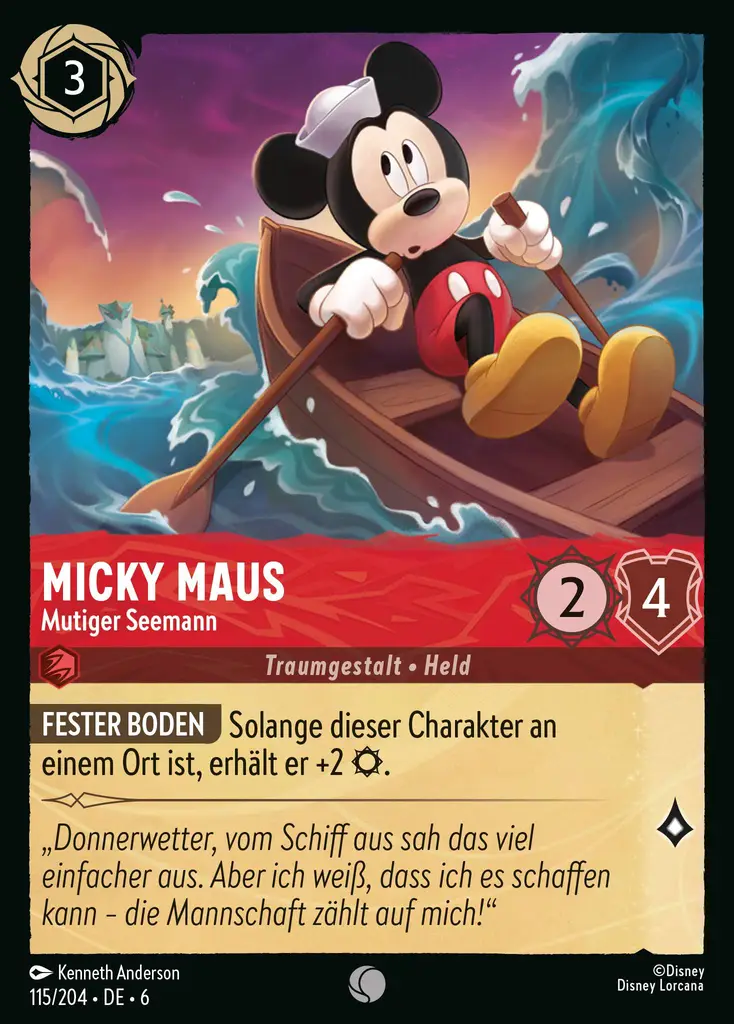 3
MICKY MAUS
Mutiger Seemann
2
4
Traumgestalt • Held
FESTER BODEN Solange dieser Charakter an
einem Ort ist, erhält er +2 .
„Donnerwetter, vom Schiff aus sah das viel
einfacher aus. Aber ich weiß, dass ich es schaffen
kann – die Mannschaft zählt auf mich!“
Kenneth Anderson
115/204 • DE • 6
©Disney
Disney Lorcana